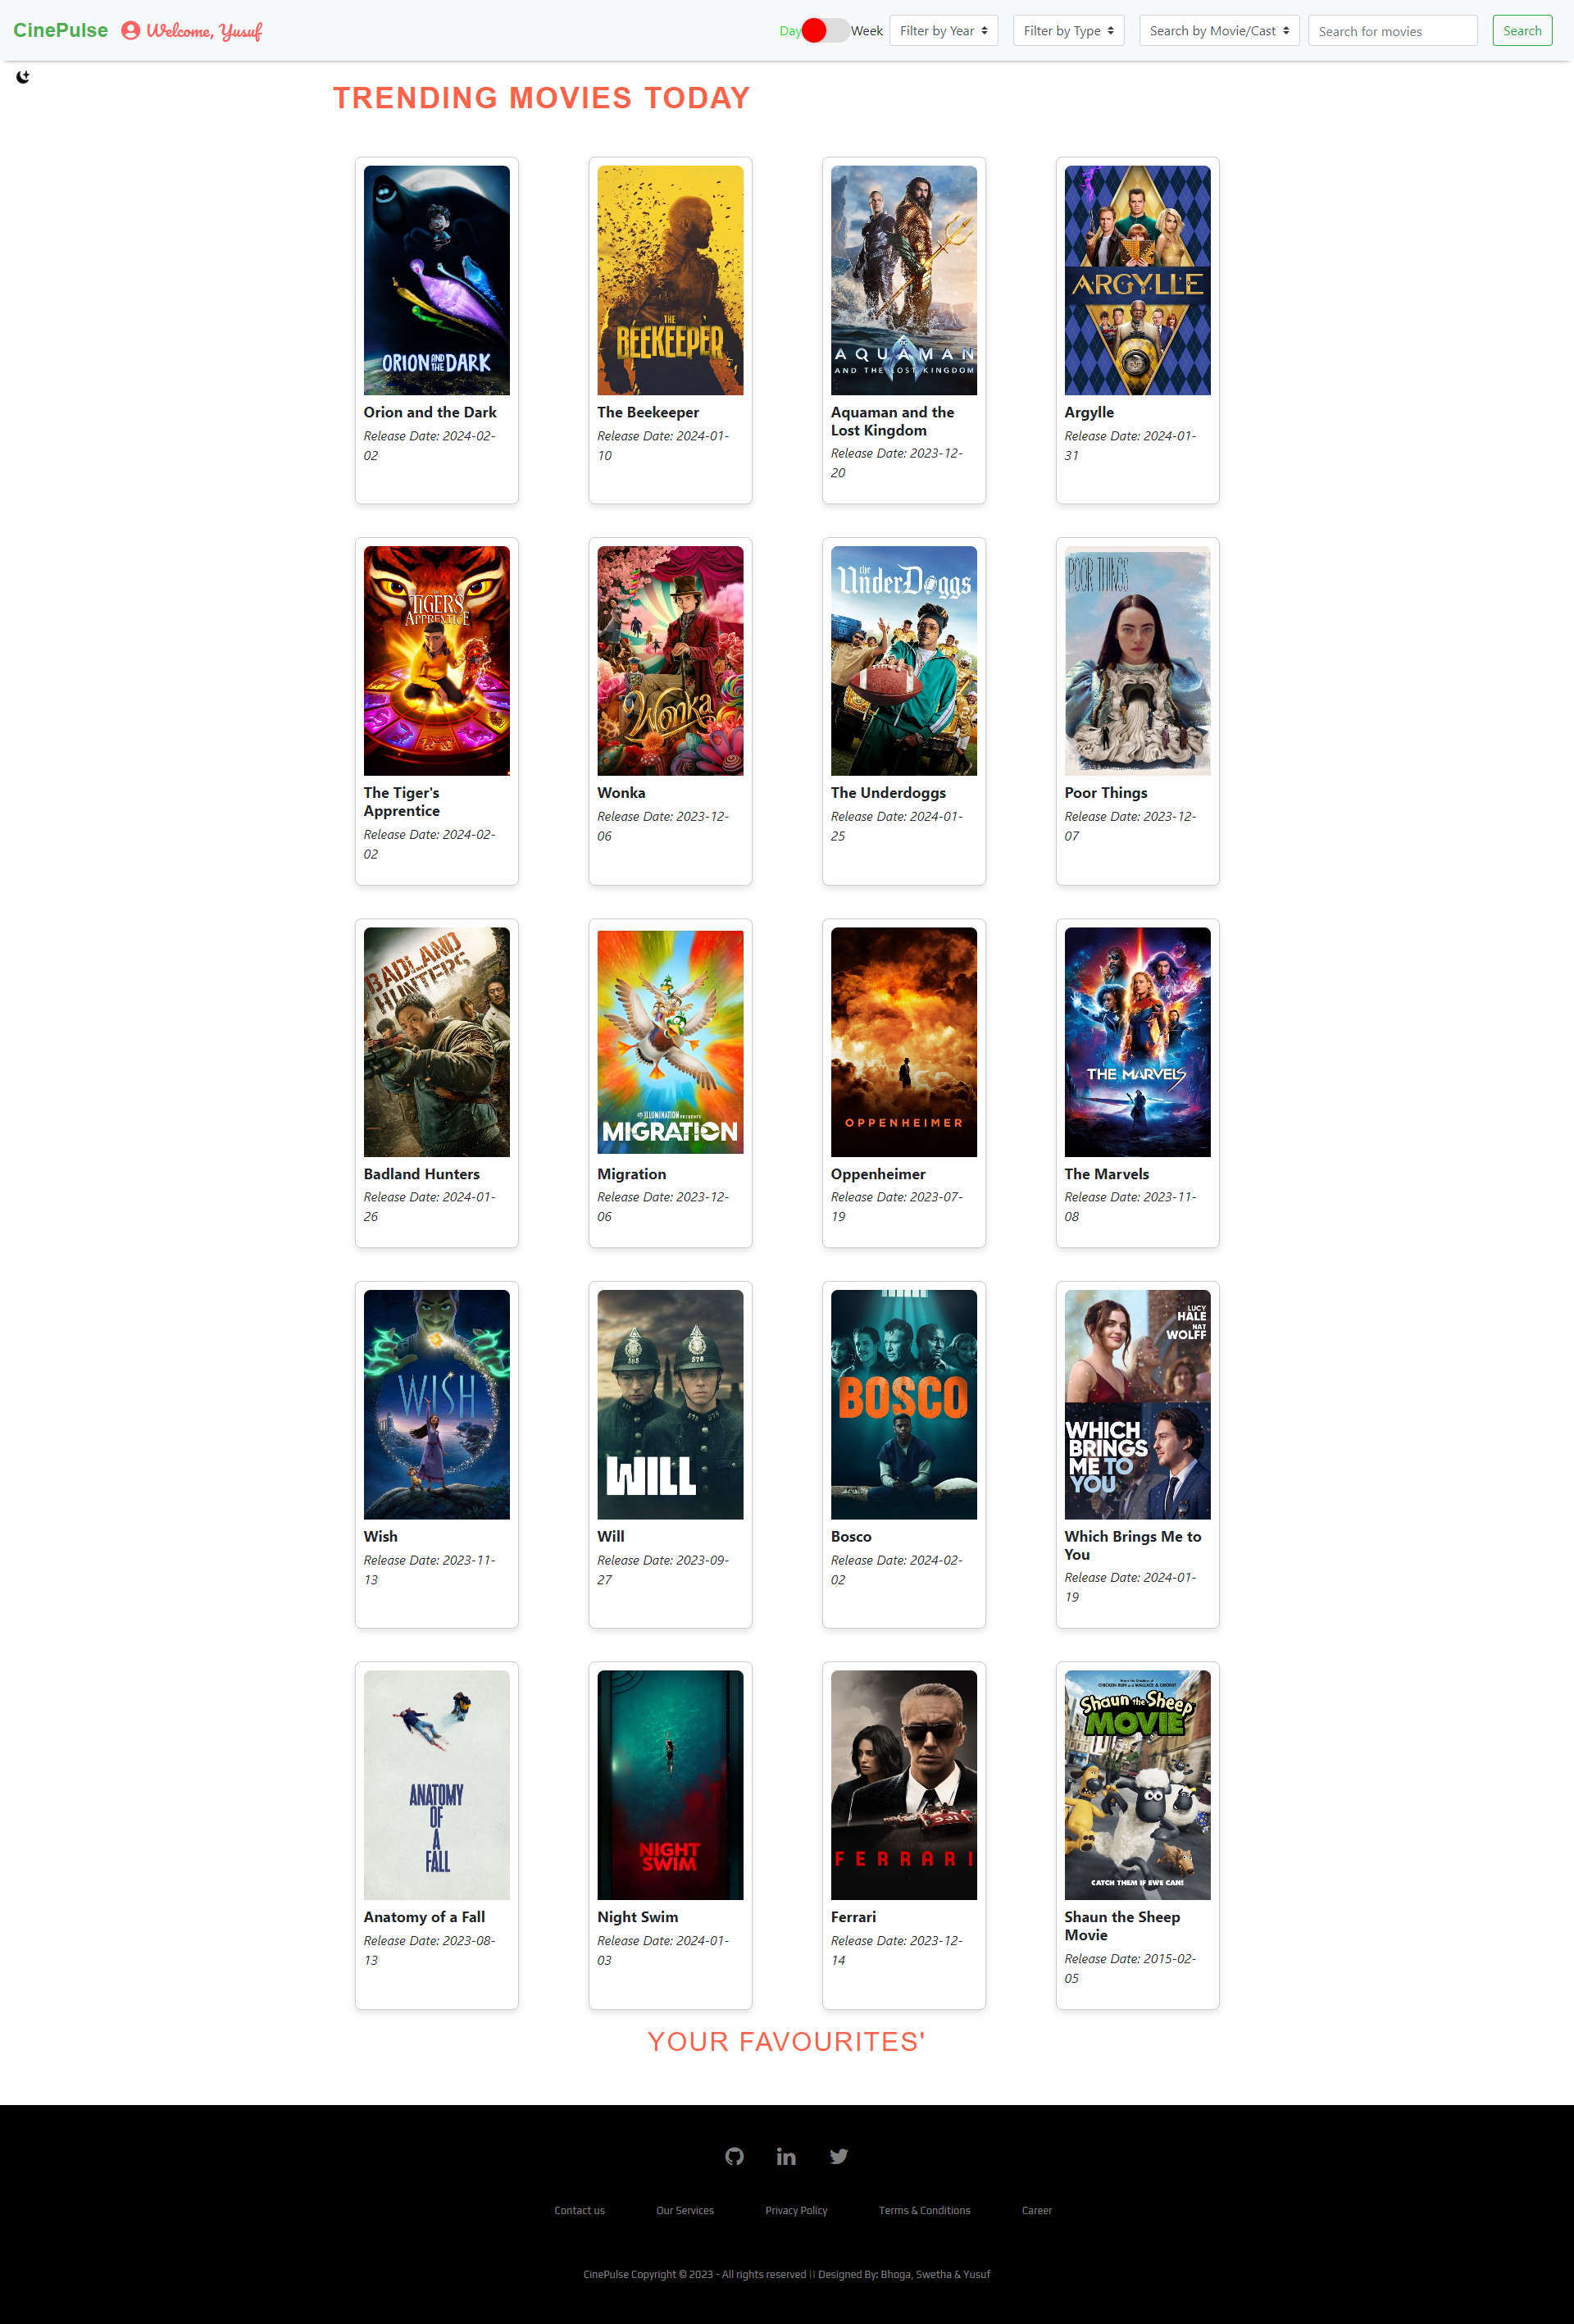 CinePulse Welcome, Yusuf Day Week Filter by Year Filter by Type Search by Movie/Cast Search for movies Search
TRENDING MOVIES TODAY
ORION AND THE DARK
THE BEEKEEPER
AQUAMAN
AND THE LOST KINGDOM
ARGYLLE
Orion and the Dark
Release Date: 2024-02-
02
The Beekeeper
Release Date: 2024-01-
10
Aquaman and the
Lost Kingdom
Release Date: 2023-12-
20
Argylle
Release Date: 2024-01-
31
THE
TIGER'S
APPRENTICE
Wonka
the
UnderDoggs
POOR THINGS
The Tiger's
Apprentice
Release Date: 2024-02-
02
Wonka
Release Date: 2023-12-
06
The Underdoggs
Release Date: 2024-01-
25
Poor Things
Release Date: 2023-12-
07
BADLAND
HUNTERS
ILLUMINATION PRESENTS
MIGRATION
OPPENHEIMER
THE MARVELS
Badland Hunters
Release Date: 2024-01-
26
Migration
Release Date: 2023-12-
06
Oppenheimer
Release Date: 2023-07-
19
The Marvels
Release Date: 2023-11-
08
WISH
585
578
WILL
BOSCO
LUCY
HALE
NAT
WOLFF
WHICH
BRINGS
ME TO
YOU
Wish
Release Date: 2023-11-
13
Will
Release Date: 2023-09-
27
Bosco
Release Date: 2024-02-
02
Which Brings Me to
You
Release Date: 2024-01-
19
ANATOMY
OF
A
FALL
NIGHT
SWIM
531
FERRARI
From the Creators of
CHICKEN RUN and WALLACE & GROMIT
Shaun the Sheep
MOVIE
CATCH THEM IF EWE CAN!
Anatomy of a Fall
Release Date: 2023-08-
13
Night Swim
Release Date: 2024-01-
03
Ferrari
Release Date: 2023-12-
14
Shaun the Sheep
Movie
Release Date: 2015-02-
05
YOUR FAVOURITES'
Contact us Our Services Privacy Policy Terms & Conditions Career
CinePulse Copyright © 2023 - All rights reserved || Designed By: Bhoga, Swetha & Yusuf